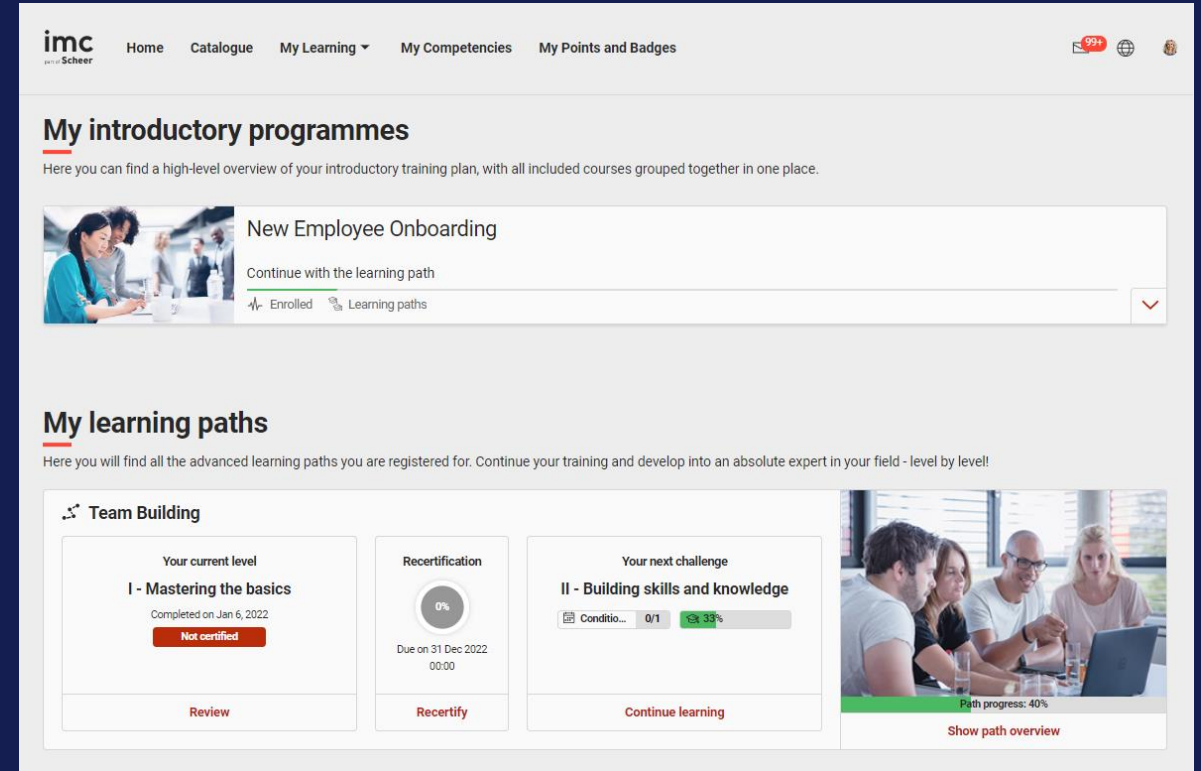 imc
part of Scheer
Home Catalogue My Learning My Competencies My Points and Badges
99+
My introductory programmes
Here you can find a high-level overview of your introductory training plan, with all included courses grouped together in one place.
New Employee Onboarding
Continue with the learning path
Enrolled Learning paths
My learning paths
Here you will find all the advanced learning paths you are registered for. Continue your training and develop into an absolute expert in your field - level by level!
Team Building
Your current level
I - Mastering the basics
Completed on Jan 6, 2022
Not certified
Review
Recertification
0%
Due on 31 Dec 2022
00:00
Recertify
Your next challenge
II - Building skills and knowledge
Conditio... 0/1 33%
Continue learning
Path progress: 40%
Show path overview